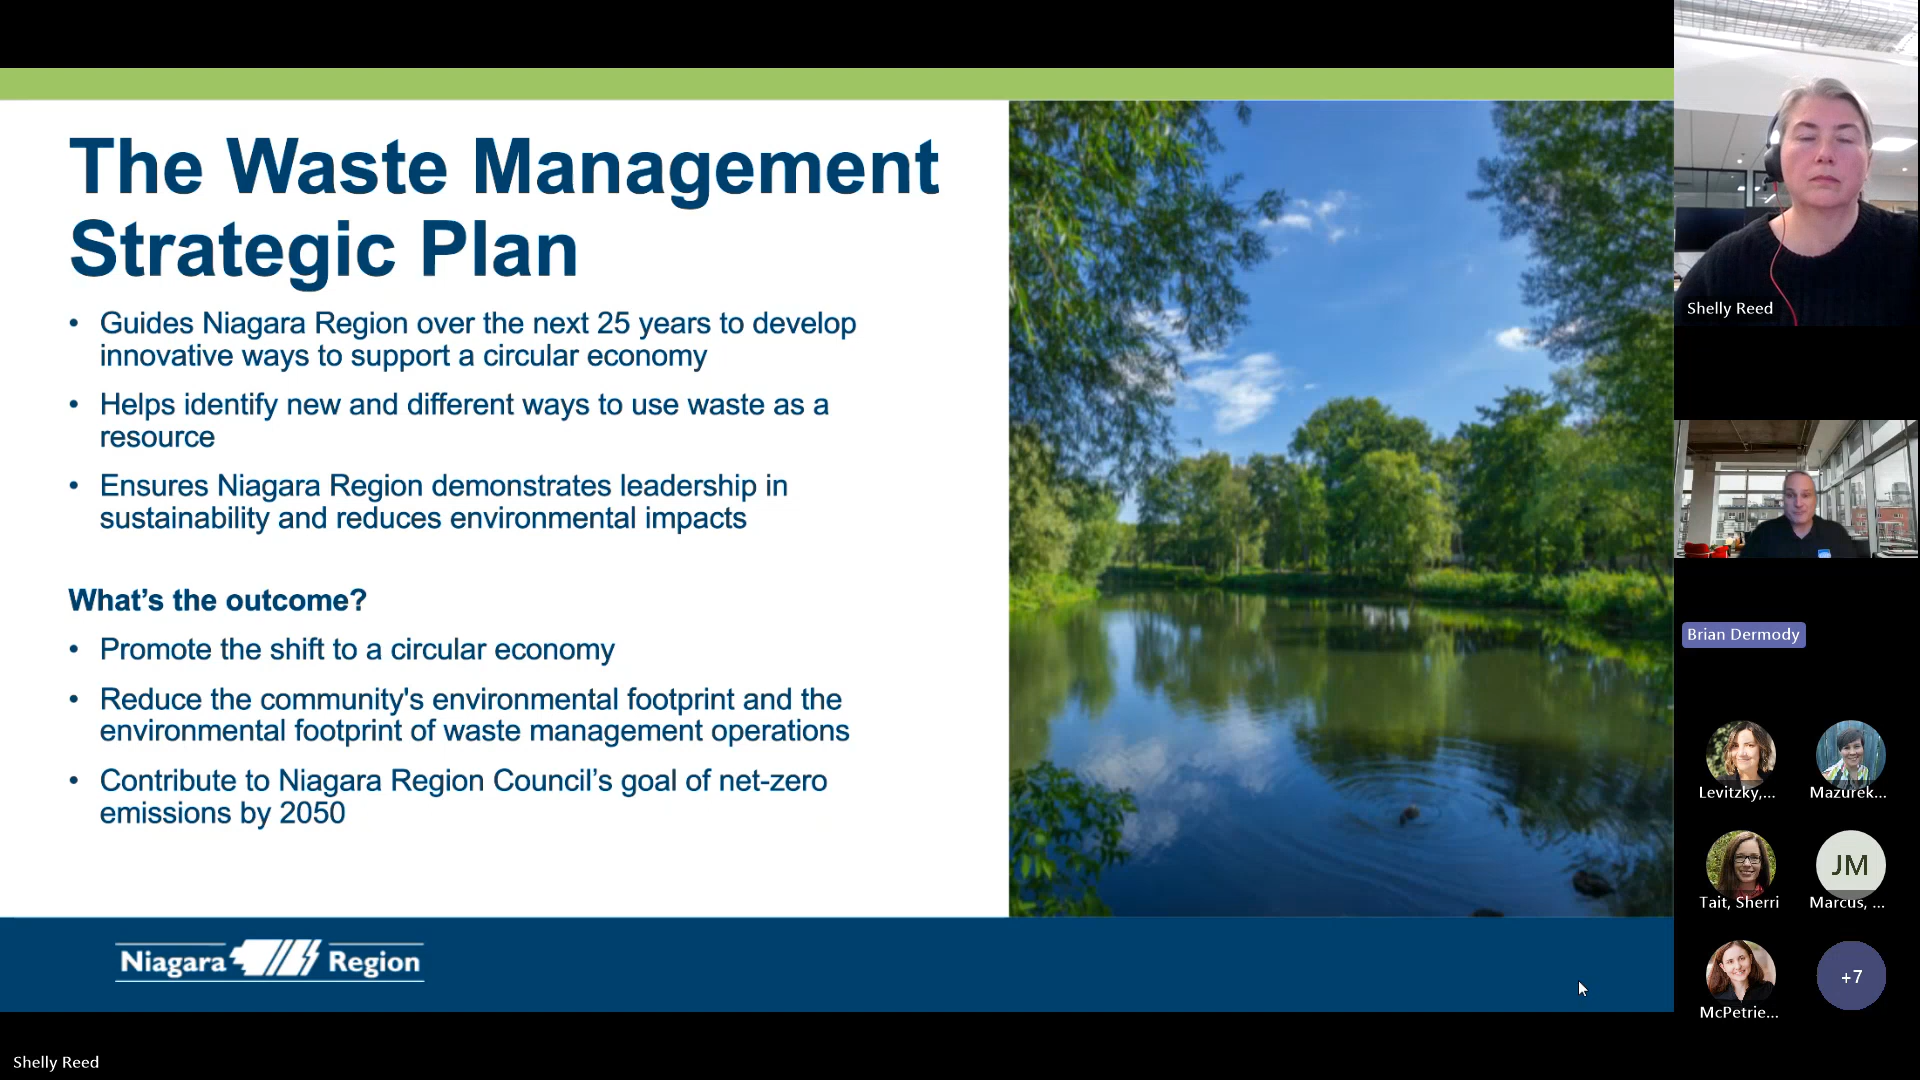 The Waste Management
Strategic Plan
• Guides Niagara Region over the next 25 years to develop
innovative ways to support a circular economy
• Helps identify new and different ways to use waste as a
resource
• Ensures Niagara Region demonstrates leadership in
sustainability and reduces environmental impacts
What’s the outcome?
• Promote the shift to a circular economy
• Reduce the community's environmental footprint and the
environmental footprint of waste management operations
• Contribute to Niagara Region Council’s goal of net-zero
emissions by 2050
Niagara Region
Shelly Reed
Shelly Reed
Brian Dermody
Levitzky,...
Mazurek...
Tait, Sherri
JM
Marcus, ...
McPetrie...
+7